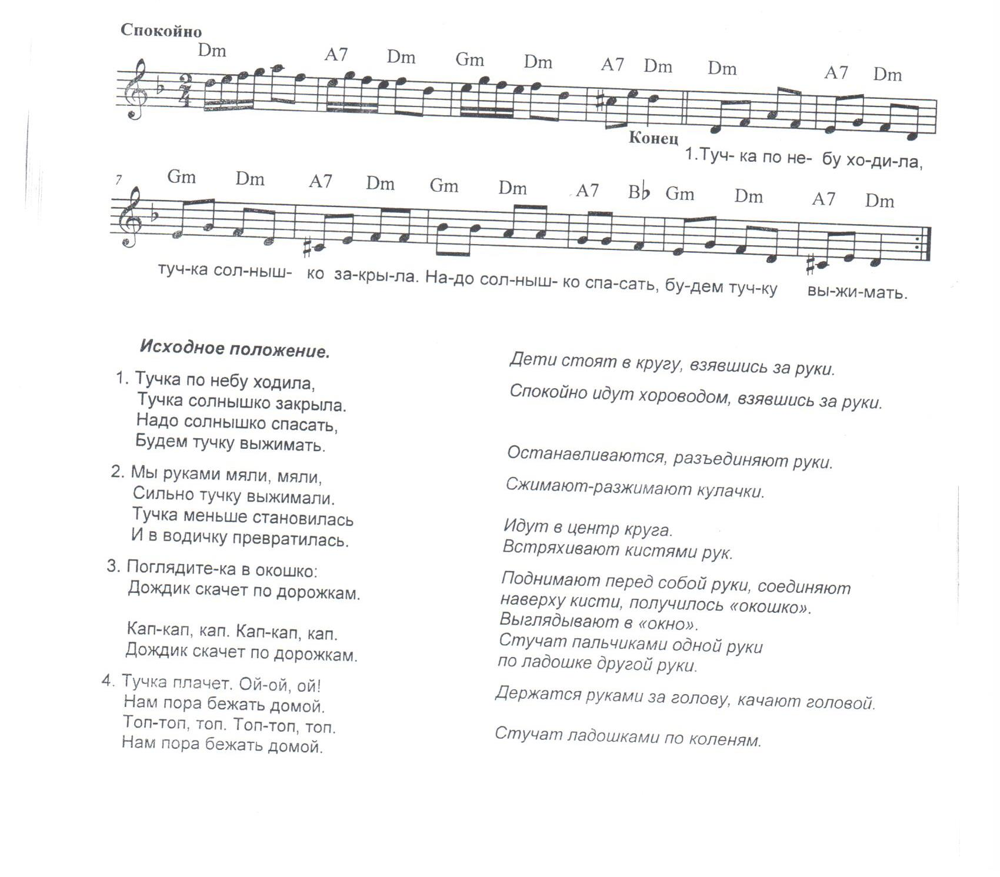 Спокойно
Dm A7 Dm Gm Dm A7 Dm Dm A7 Dm
2
4
Конец
1.Туч- ка по не- бу хо-ди-ла,
7
Gm Dm A7 Dm Gm Dm A7 B♭ Gm Dm A7 Dm
туч-ка сол-ныш- ко за-кры-ла. На-до сол-ныш- ко спа-сать, бу-дем туч-ку вы-жи-мать.
Исходное положение.
Дети стоят в кругу, взявшись за руки.
1. Тучка по небу ходила,
Спокойно идут хороводом, взявшись за руки.
Тучка солнышко закрыла.
Надо солнышко спасать,
Будем тучку выжимать.
Останавливаются, разъединяют руки.
2. Мы руками мяли, мяли,
Сжимают-разжимают кулачки.
Сильно тучку выжимали.
Тучка меньше становилась
Идут в центр круга.
И в водичку превратилась.
Встряхивают кистями рук.
3. Поглядите-ка в окошко:
Поднимают перед собой руки, соединяют
Дождик скачет по дорожкам.
наверху кисти, получилось «окошко».
Выглядывают в «окно».
Кап-кап, кап. Кап-кап, кап.
Стучат пальчиками одной руки
Дождик скачет по дорожкам.
по ладошке другой руки.
4. Тучка плачет. Ой-ой, ой!
Держатся руками за голову, качают головой.
Нам пора бежать домой.
Топ-топ, топ. Топ-топ, топ.
Стучат ладошками по коленям.
Нам пора бежать домой.